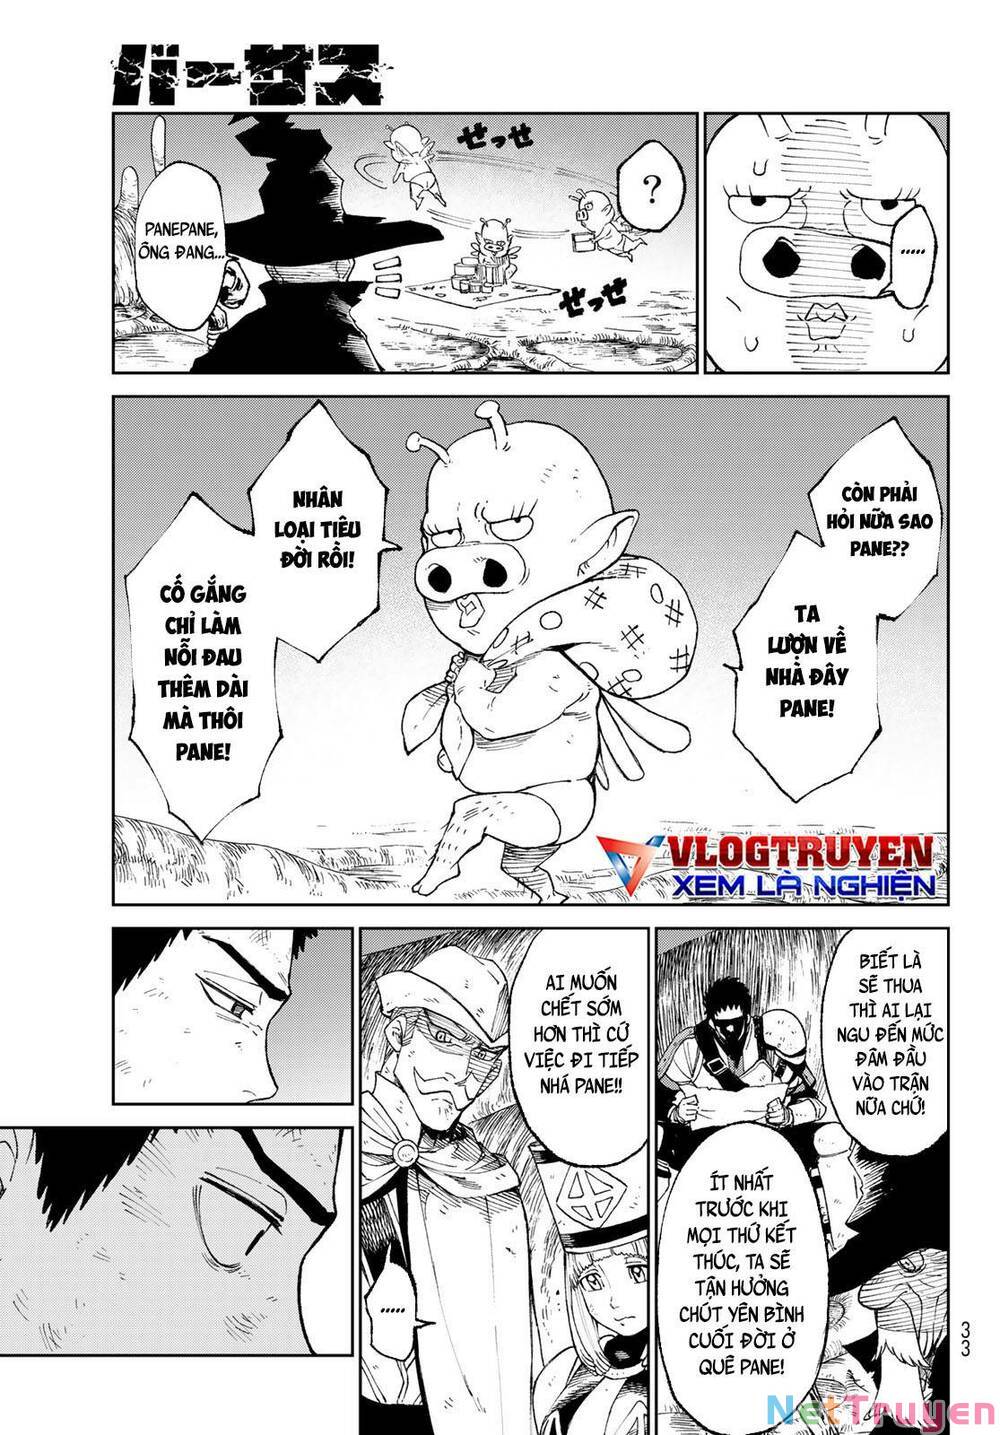 バーサス
......
?
せっせ
せっせ
PANEPANE,
ÔNG ĐANG...
CÒN PHẢI
HỎI NỮA SAO
PANE??
TA
LƯỢN VỀ
NHÀ ĐÂY
PANE!
NHÂN
LOẠI TIÊU
ĐỜI RỒI!
CỐ GẮNG
CHỈ LÀM
NỖI ĐAU
THÊM DÀI
MÀ THÔI
PANE!
VLOGTRUYEN
XEM LÀ NGHIỆN
BIẾT LÀ
SẼ THUA
THÌ AI LẠI
NGU ĐẾN MỨC
ĐÂM ĐẦU
VÀO TRẬN
NỮA CHỨ!
ÍT NHẤT
TRƯỚC KHI
MỌI THỨ KẾT
THÚC, TA SẼ
TẬN HƯỞNG
CHÚT YÊN BÌNH
CUỐI ĐỜI Ở
QUÊ PANE!
AI MUỐN
CHẾT SỚM
HƠN THÌ CỨ
VIỆC ĐI TIẾP
NHÁ PANE!!
......
33
NetTruyen